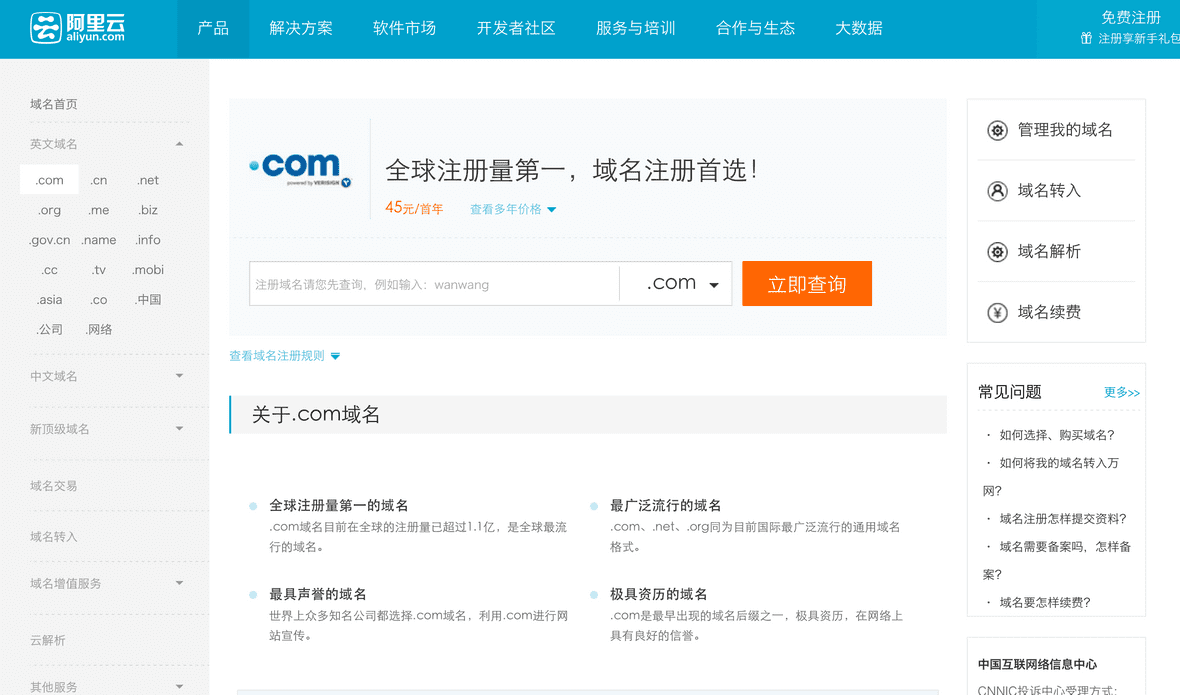 阿里云
aliyun.com
产品 解决方案 软件市场 开发者社区 服务与培训 合作与生态 大数据
免费注册
注册享新手礼包
域名首页
英文域名
.com .cn .net
.org .me .biz
.gov.cn .name .info
.cc .tv .mobi
.asia .co .中国
.公司 .网络
中文域名
新顶级域名
域名交易
域名转入
域名增值服务
云解析
其他服务
.com
powered by VERISIGN
全球注册量第一，域名注册首选！
45元/首年 查看多年价格
注册域名请您先查询，例如输入：wanwang .com 立即查询
查看域名注册规则
关于.com域名
全球注册量第一的域名
.com域名目前在全球的注册量已超过1.1亿，是全球最流
行的域名。
最广泛流行的域名
.com、.net、.org同为目前国际最广泛流行的通用域名
格式。
最具声誉的域名
世界上众多知名公司都选择.com域名，利用.com进行网
站宣传。
极具资历的域名
.com是最早出现的域名后缀之一，极具资历，在网络上
具有良好的信誉。
管理我的域名
域名转入
域名解析
¥ 域名续费
常见问题 更多>>
· 如何选择、购买域名?
· 如何将我的域名转入万
网?
· 域名注册怎样提交资料?
· 域名需要备案吗，怎样备
案?
· 域名要怎样续费?
中国互联网络信息中心
CNNIC投诉中心受理方式: